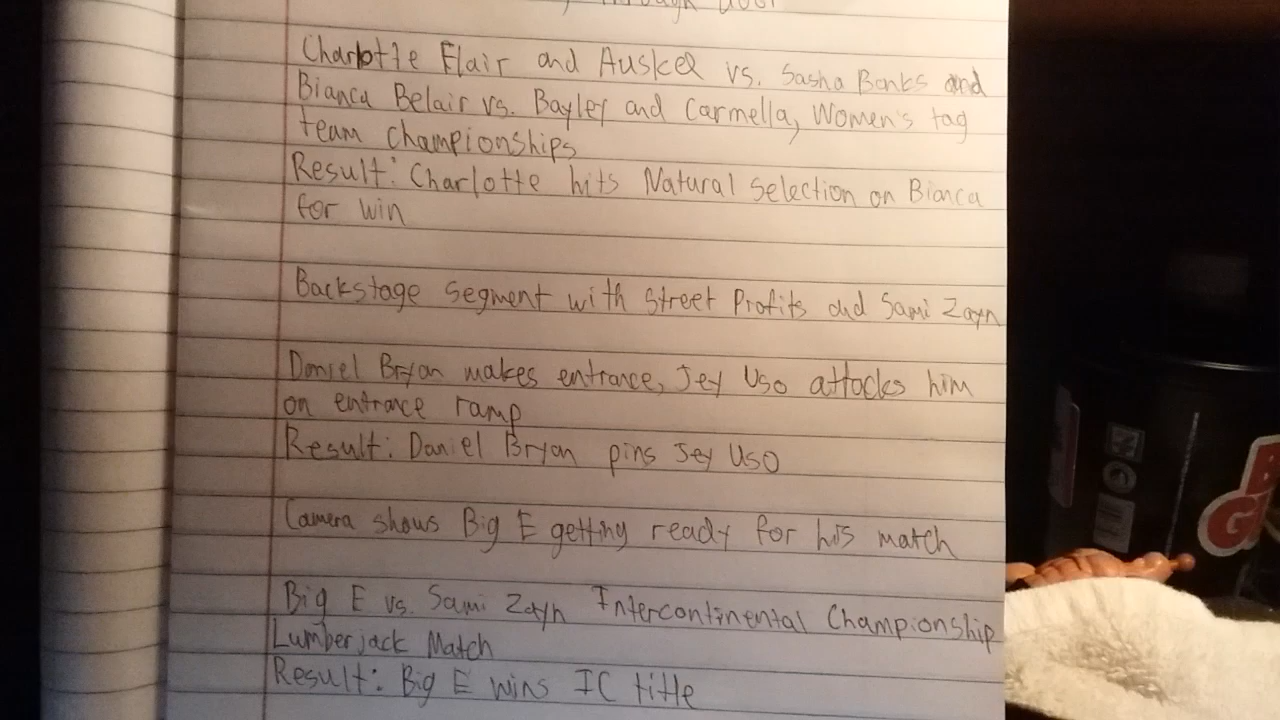 through door
Charlotte Flair and Auskea vs. Sasha Banks and
Bianca Belair vs. Bayley and Carmella, Women's tag
team championships
Result: Charlotte hits Natural Selection on Bianca
for win
Backstage segment with Street Profits and Sami Zayn
Daniel Bryan makes entrance, Jey Uso attacks him
on entrance ramp
Result: Daniel Bryan pins Jey Uso
Camera shows Big E getting ready for his match
Big E vs. Sami Zayn Intercontinental Championship
Lumberjack Match
Result: Big E wins IC title